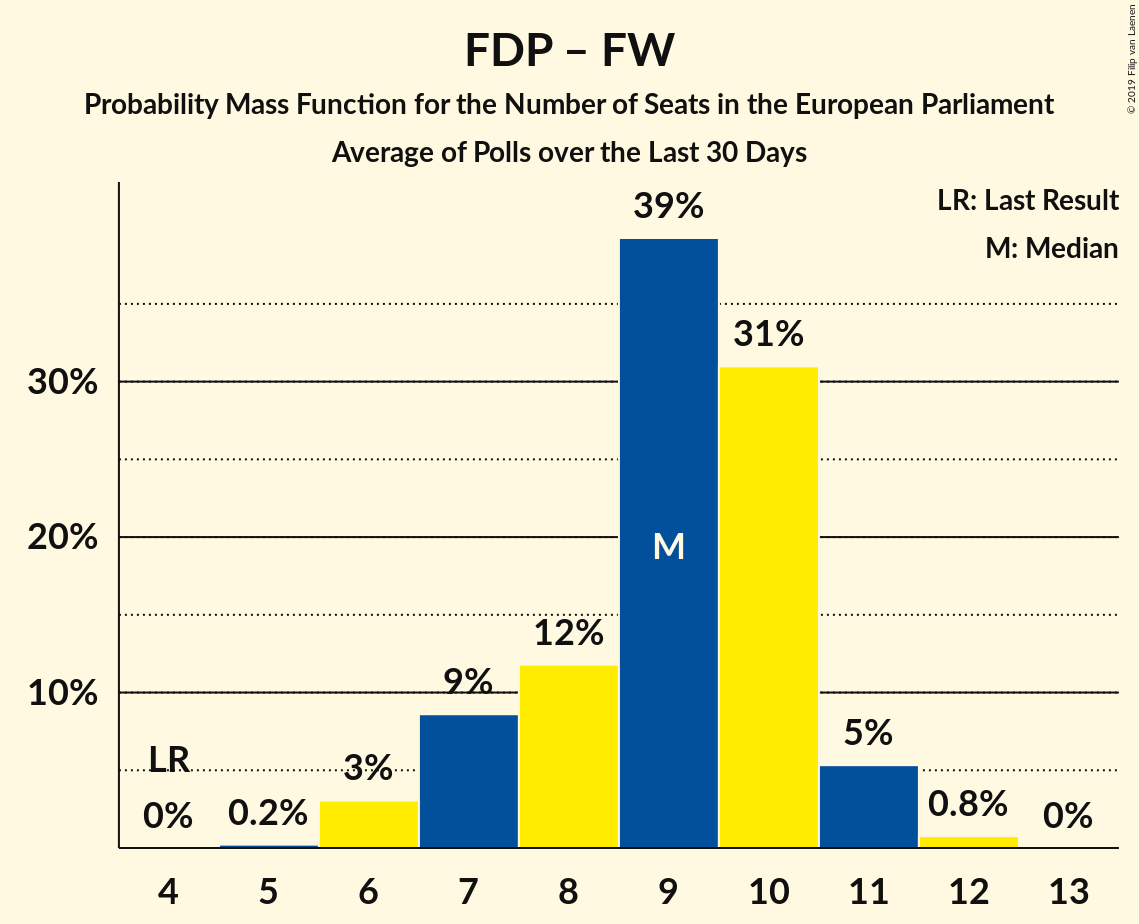 FDP – FW
Probability Mass Function for the Number of Seats in the European Parliament
Average of Polls over the Last 30 Days
© 2019 Filip van Laenen
LR: Last Result
M: Median
39%
31%
30%
20%
M
12%
10%
9%
5%
LR
3%
0%
0.2%
0.8%
0%
4 5 6 7 8 9 10 11 12 13